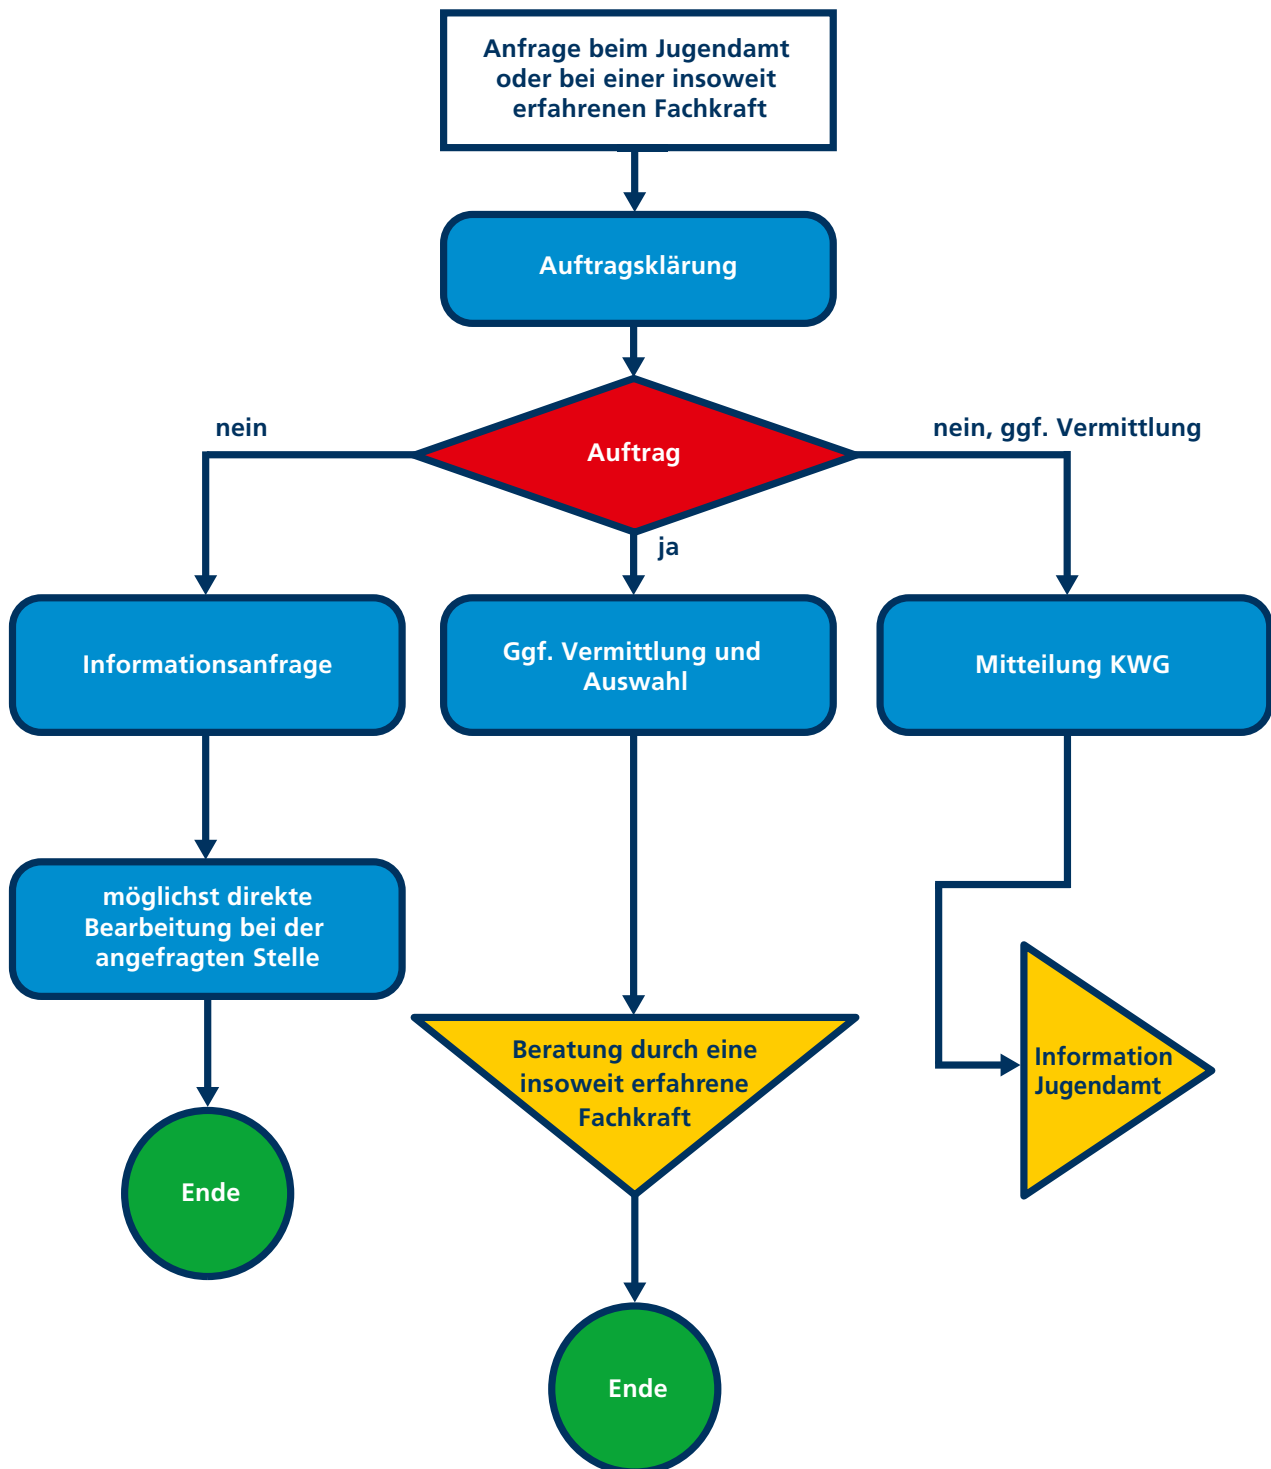 Anfrage beim Jugendamt
oder bei einer insoweit
erfahrenen Fachkraft
Auftragsklärung
nein
nein, ggf. Vermittlung
Auftrag
ja
Informationsanfrage
Ggf. Vermittlung und
Auswahl
Mitteilung KWG
möglichst direkte
Bearbeitung bei der
angefragten Stelle
Beratung durch eine
insoweit erfahrene
Fachkraft
Information
Jugendamt
Ende
Ende